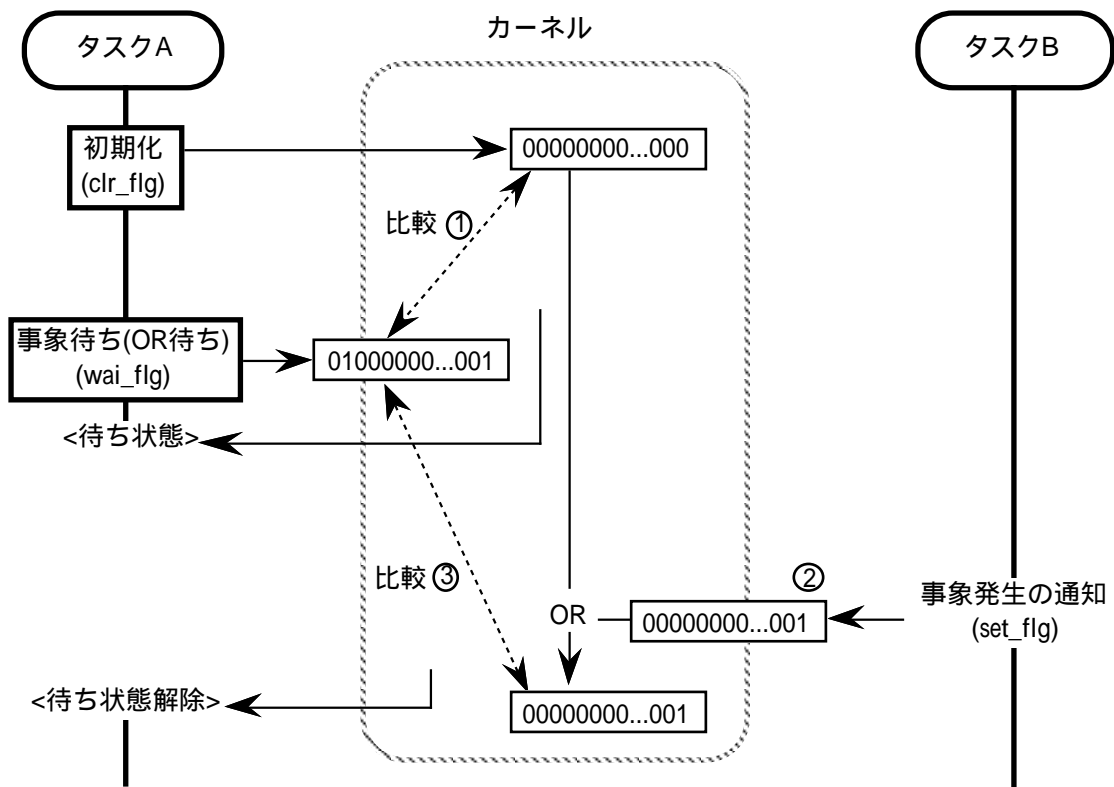 タスクA
カーネル
タスクB
初期化
(clr_flg)
00000000...000
比較 ①
事象待ち(OR待ち)
(wai_flg)
01000000...001
<待ち状態>
比較 ③
②
事象発生の通知
(set_flg)
OR
00000000...001
<待ち状態解除>
00000000...001